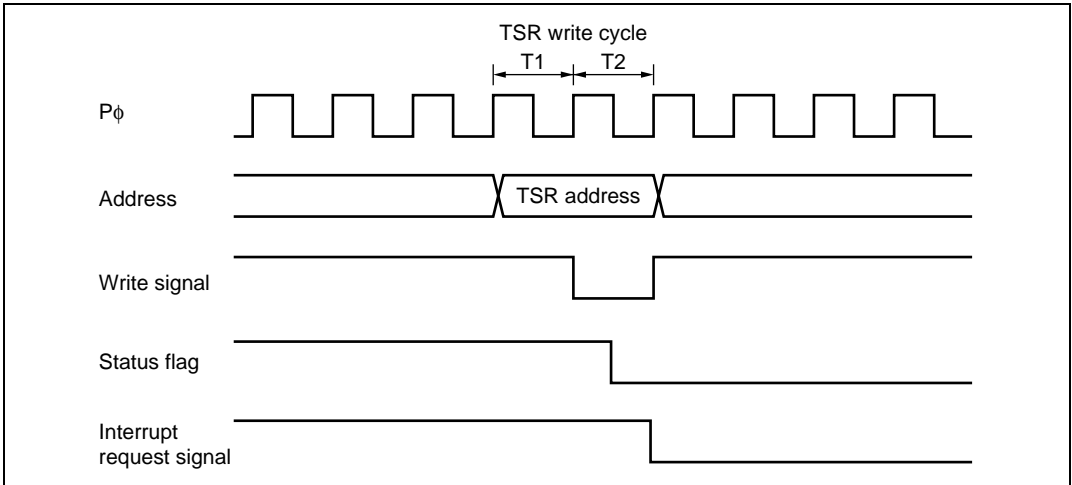 TSR write cycle
T1 T2
Pφ
Address
TSR address
Write signal
Status flag
Interrupt
request signal